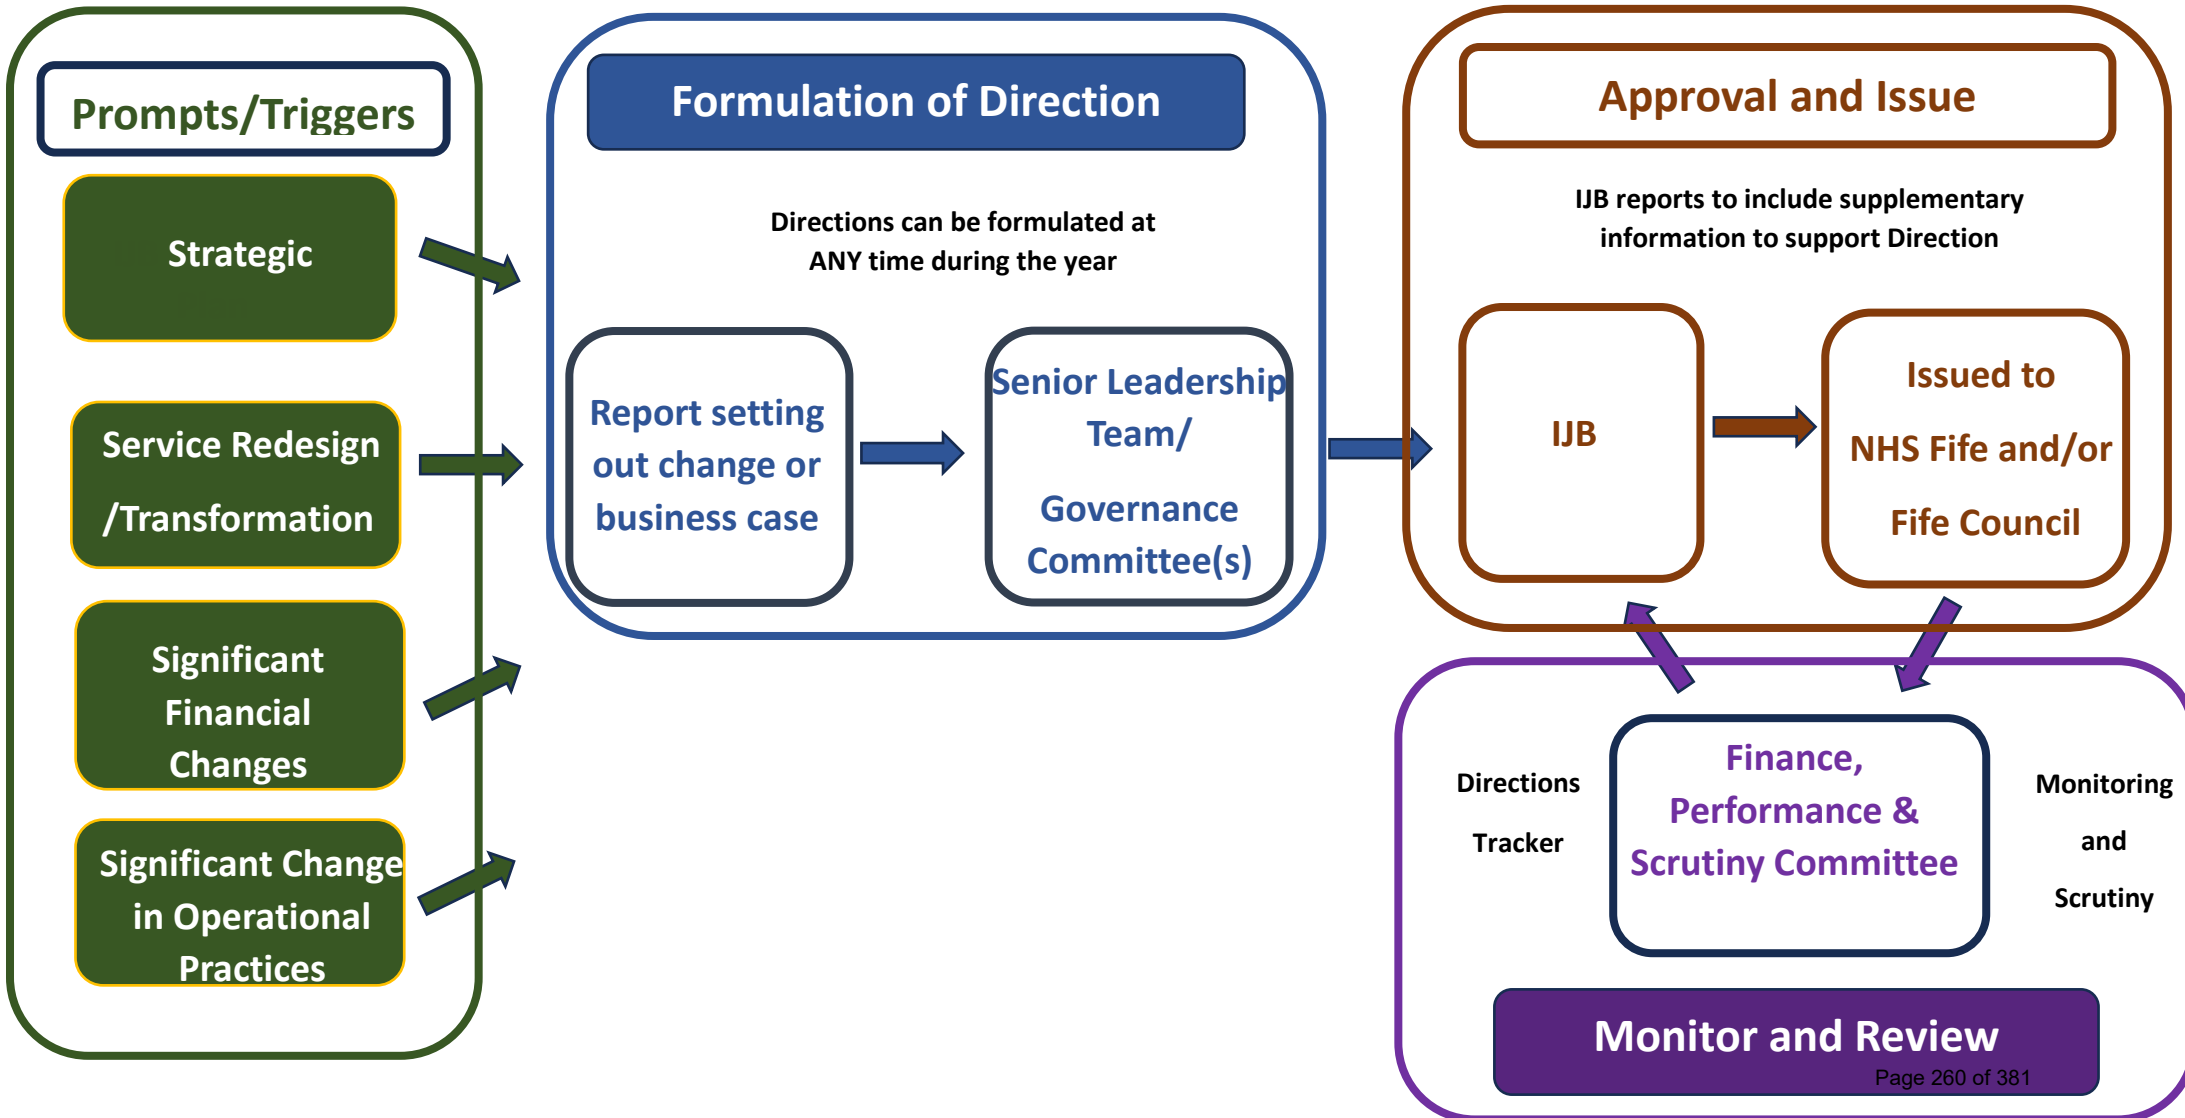 Prompts/Triggers
Strategic
Service Redesign
/Transformation
Significant
Financial
Changes
Significant Change
in Operational
Practices
Formulation of Direction
Directions can be formulated at
ANY time during the year
Report setting
out change or
business case
Senior Leadership
Team/
Governance
Committee(s)
Approval and Issue
IJB reports to include supplementary
information to support Direction
IJB
Issued to
NHS Fife and/or
Fife Council
Directions
Tracker
Finance,
Performance &
Scrutiny Committee
Monitoring
and
Scrutiny
Monitor and Review
Page 260 of 381